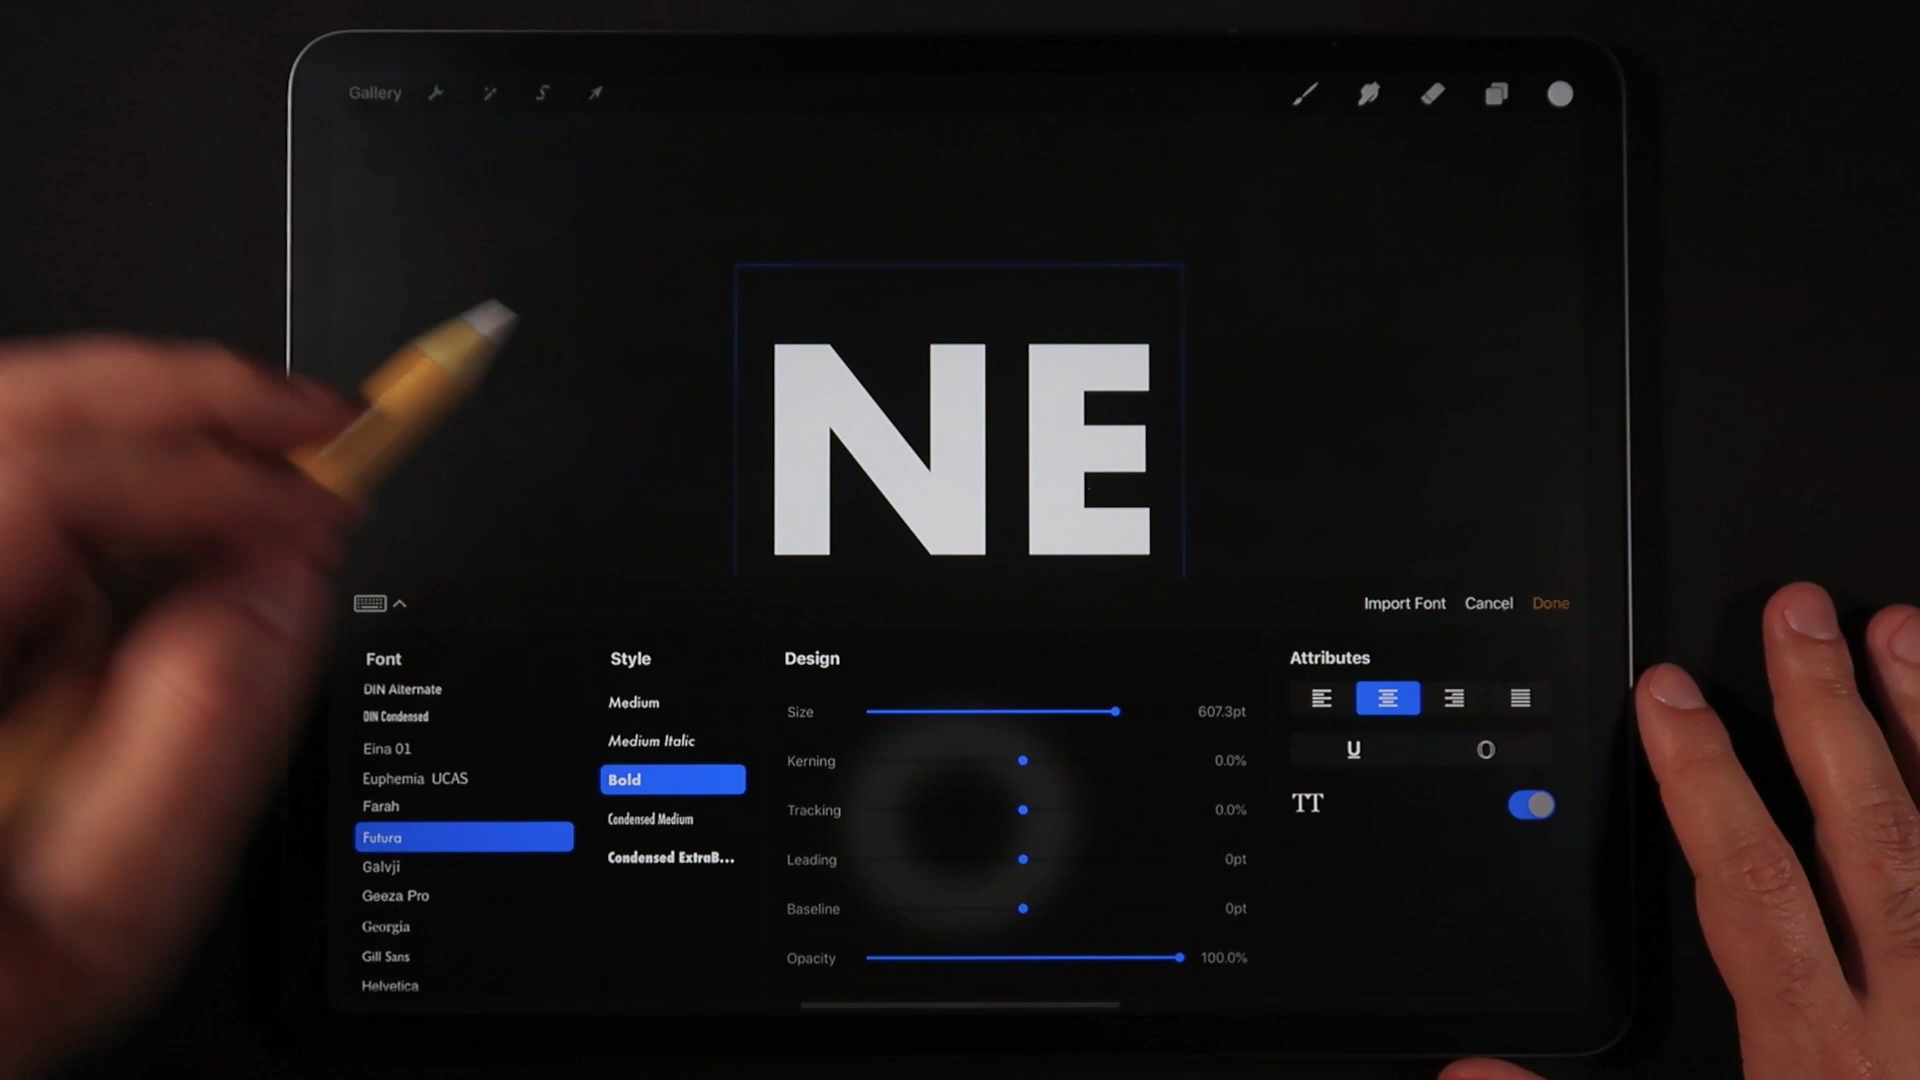 Gallery
NE
Import Font Cancel Done
Font
DIN Alternate
DIN Condensed
Eina 01
Euphemia UCAS
Farah
Futura
Galvji
Geeza Pro
Georgia
Gill Sans
Helvetica
Style
Medium
Medium Italic
Bold
Condensed Medium
Condensed ExtraB...
Design
Size 607.3pt
Kerning 0.0%
Tracking 0.0%
Leading 0pt
Baseline 0pt
Opacity 100.0%
Attributes
U O
TT